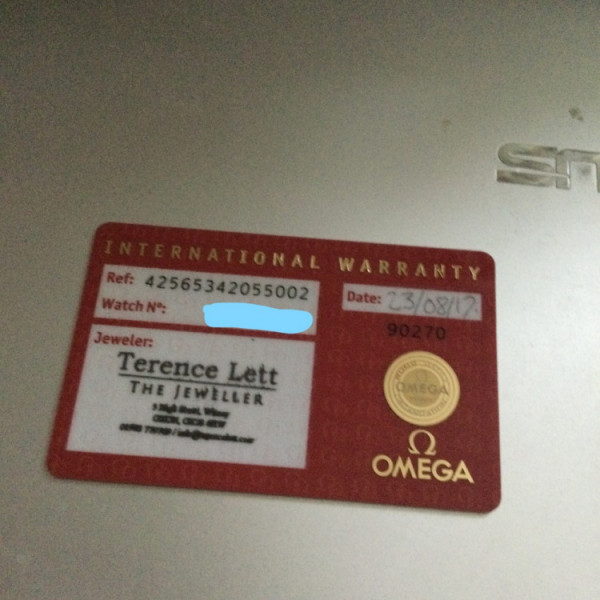 INTERNATIONAL WARRANTY
Ref: 42565342055002
Watch Nº:
Date: 23/08/12
90270
Jeweler:
Terence Lett
THE JEWELLER
OMEGA
Ω
OMEGA